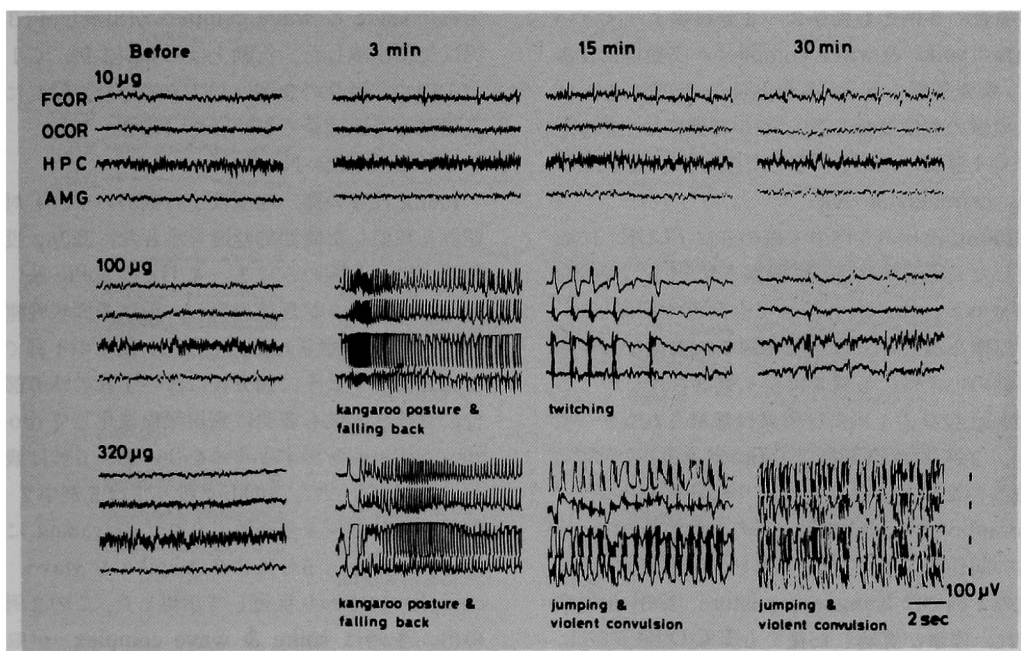 Before 3 min 15 min 30 min
10 µg
FCOR
OCOR
HPC
AMG
100 µg
kangaroo posture & twitching
falling back
320 µg
100 µV
kangaroo posture & jumping & jumping & 2 sec
falling back violent convulsion violent convulsion